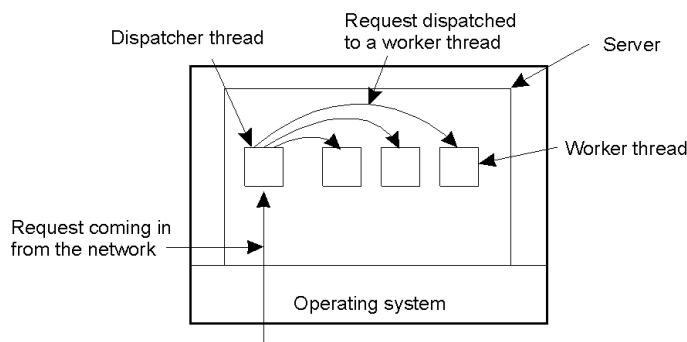 Request dispatched
to a worker thread
Dispatcher thread
Server
Worker thread
Request coming in
from the network
Operating system